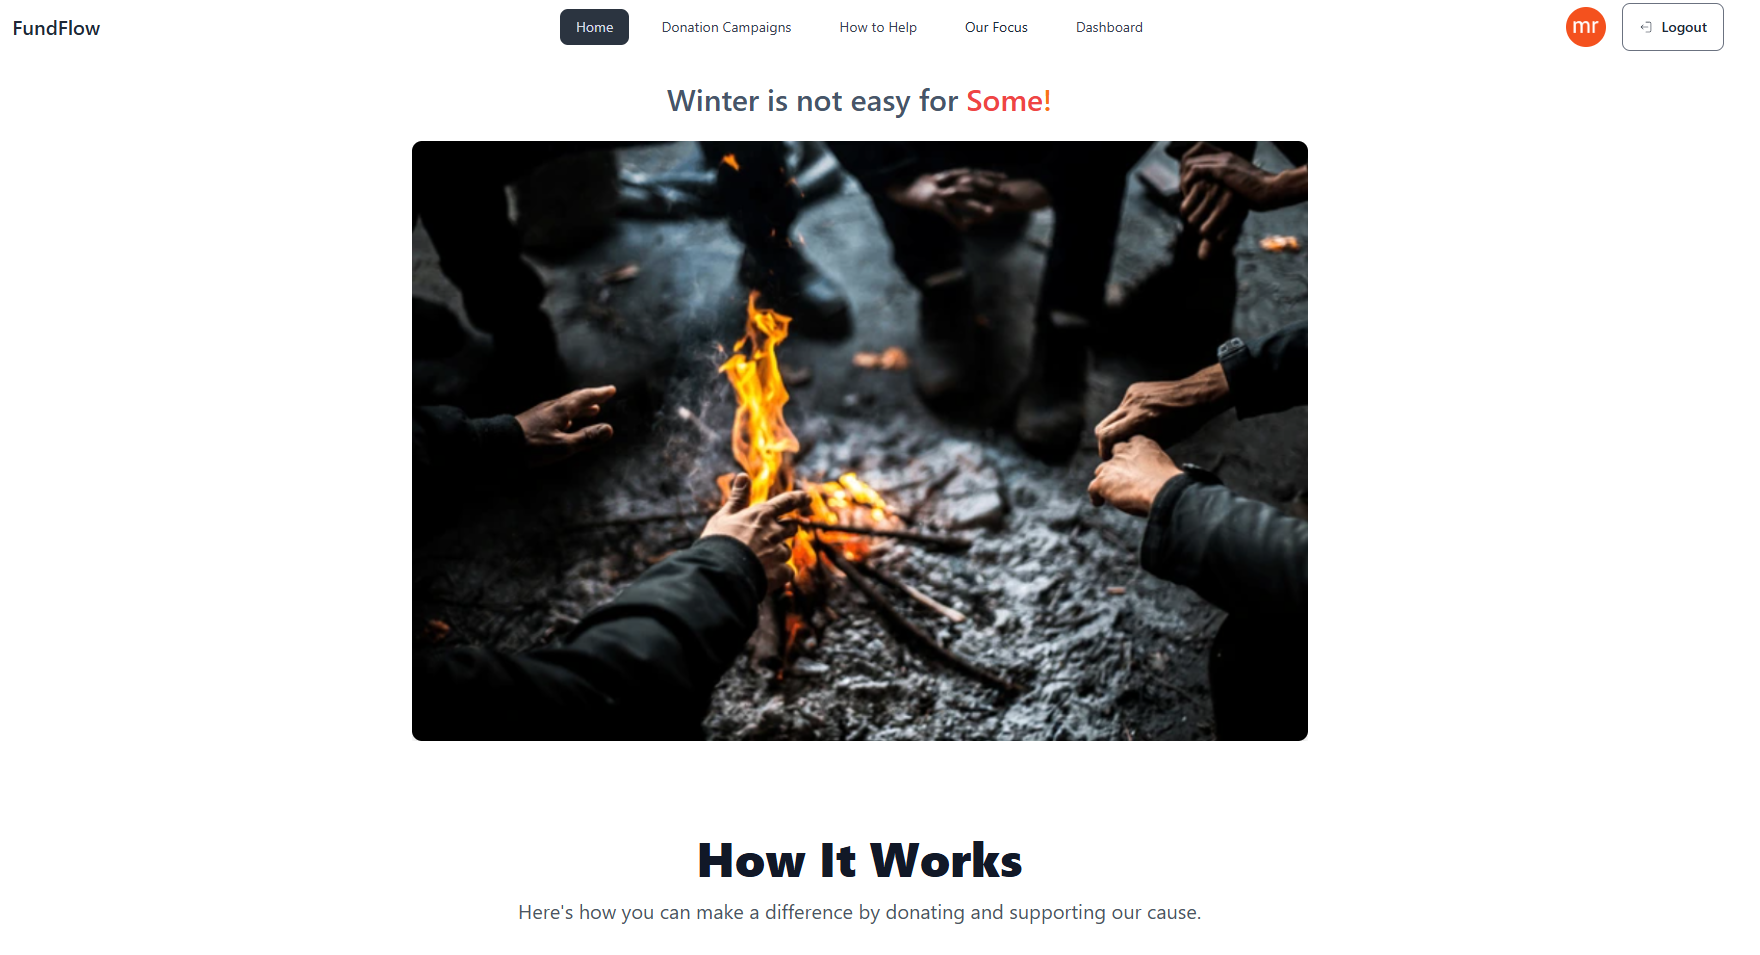 FundFlow
Home
Donation Campaigns
How to Help
Our Focus
Dashboard
mr
Logout
Winter is not easy for Some!
How It Works
Here's how you can make a difference by donating and supporting our cause.